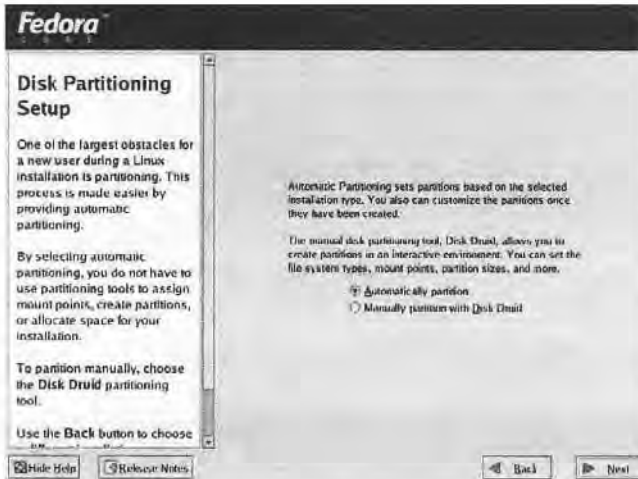 Fedora
CORE
Disk Partitioning
Setup
One of the largest obstacles for
a new user during a Linux
installation is partitioning. This
process is made easier by
providing automatic
partitioning.
By selecting automatic
partitioning, you do not have to
use partitioning tools to assign
mount points, create partitions,
or allocate space for your
installation.
To partition manually, choose
the Disk Druid partitioning
tool.
Use the Back button to choose
Automatic Partitioning sets partitions based on the selected
installation type. You also can customize the partitions once
they have been created.
The manual disk partitioning tool, Disk Druid, allows you to
create partitions in an interactive environment. You can set the
file system types, mount points, partition sizes, and more.
Automatically partition
Manually partition with Disk Druid
Hide Help
Release Notes
Back
Next